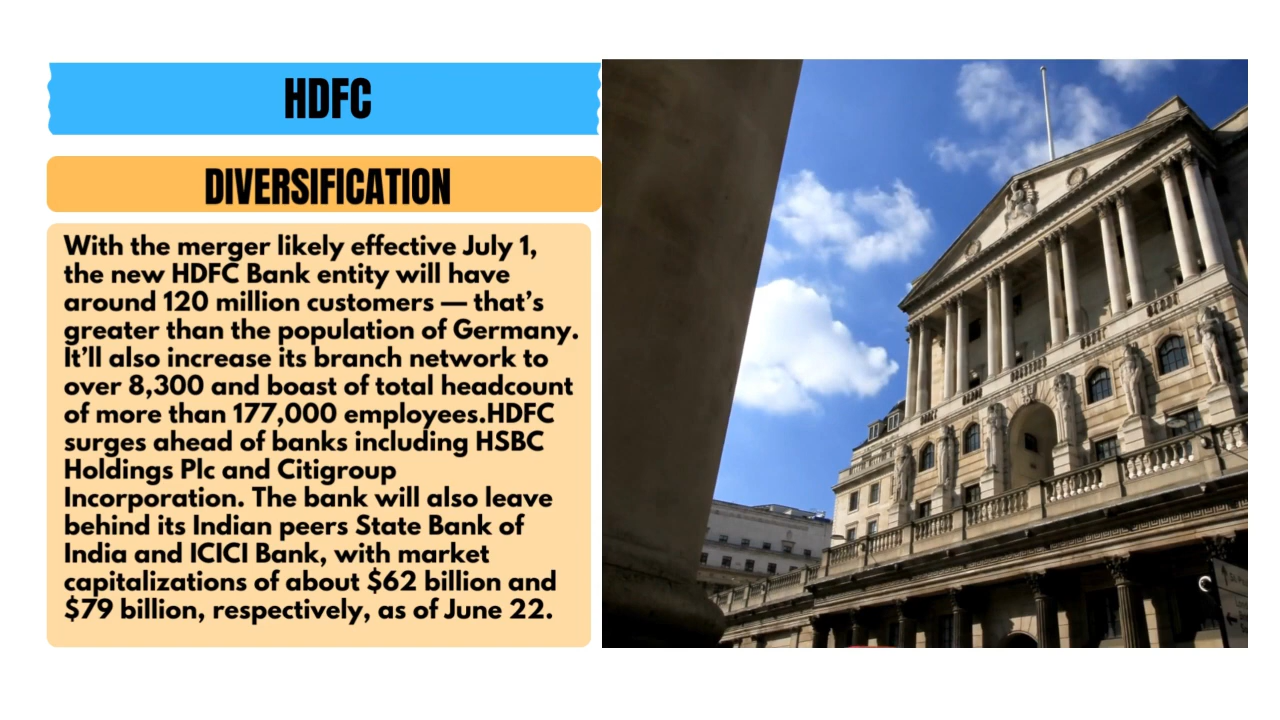 HDFC
DIVERSIFICATION
With the merger likely effective July 1,
the new HDFC Bank entity will have
around 120 million customers — that’s
greater than the population of Germany.
It’ll also increase its branch network to
over 8,300 and boast of total headcount
of more than 177,000 employees.HDFC
surges ahead of banks including HSBC
Holdings Plc and Citigroup
Incorporation. The bank will also leave
behind its Indian peers State Bank of
India and ICICI Bank, with market
capitalizations of about $62 billion and
$79 billion, respectively, as of June 22.